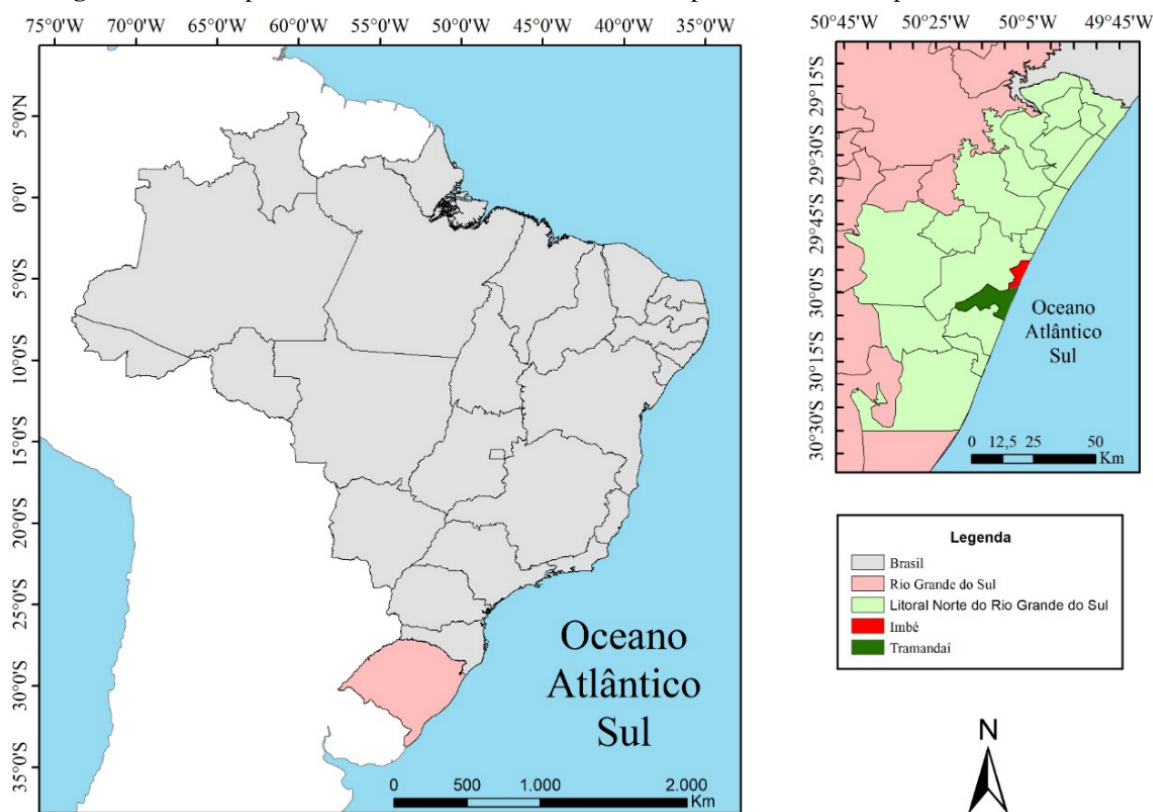 75°0'W 70°0'W 65°0'W 60°0'W 55°0'W 50°0'W 45°0'W 40°0'W 35°0'W
5°0'N
0°0'
5°0'S
10°0'S
15°0'S
20°0'S
25°0'S
30°0'S
35°0'S
Oceano
Atlântico
Sul
0 500 1.000 2.000
Km
50°45'W 50°25'W 50°5'W 49°45'W
29°15'S
29°30'S
29°45'S
30°0'S
30°15'S
30°30'S
Oceano
Atlântico
Sul
0 12,5 25 50
Km
Legenda
Brasil
Rio Grande do Sul
Litoral Norte do Rio Grande do Sul
Imbé
Tramandaí
N